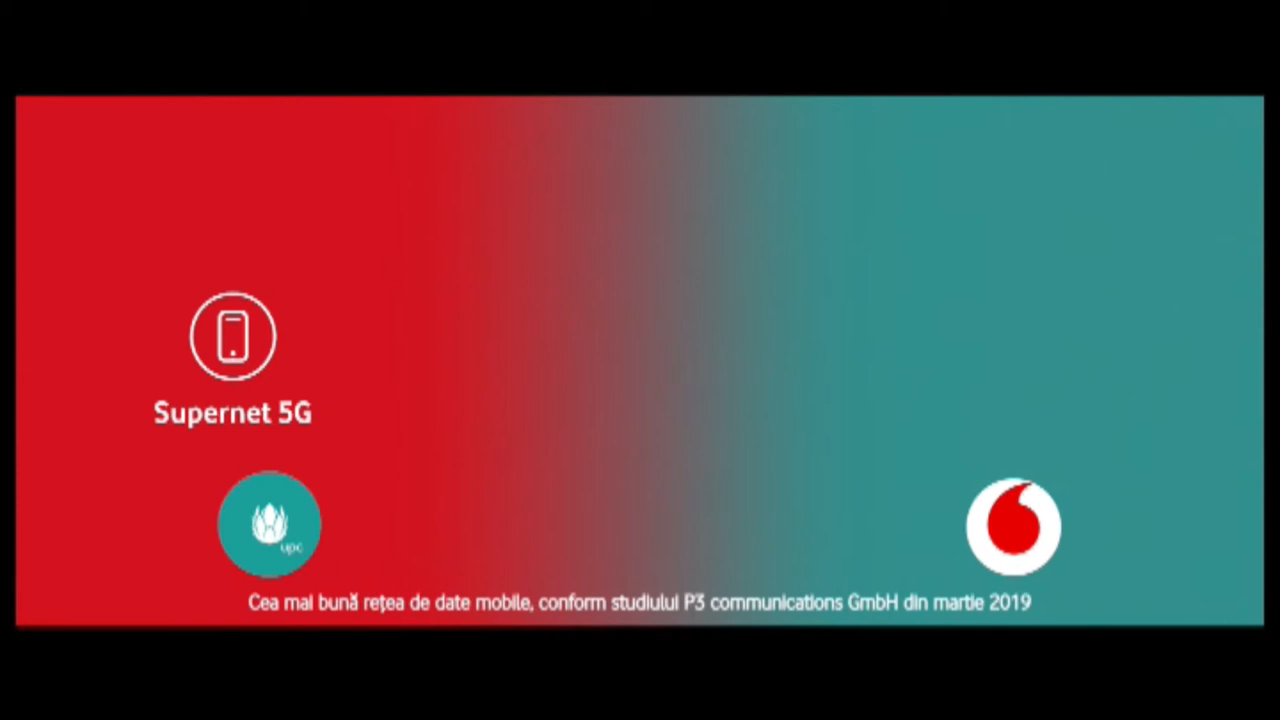 Supernet 5G
upc
Cea mai bună rețea de date mobile, conform studiului P3 communications GmbH din martie 2019